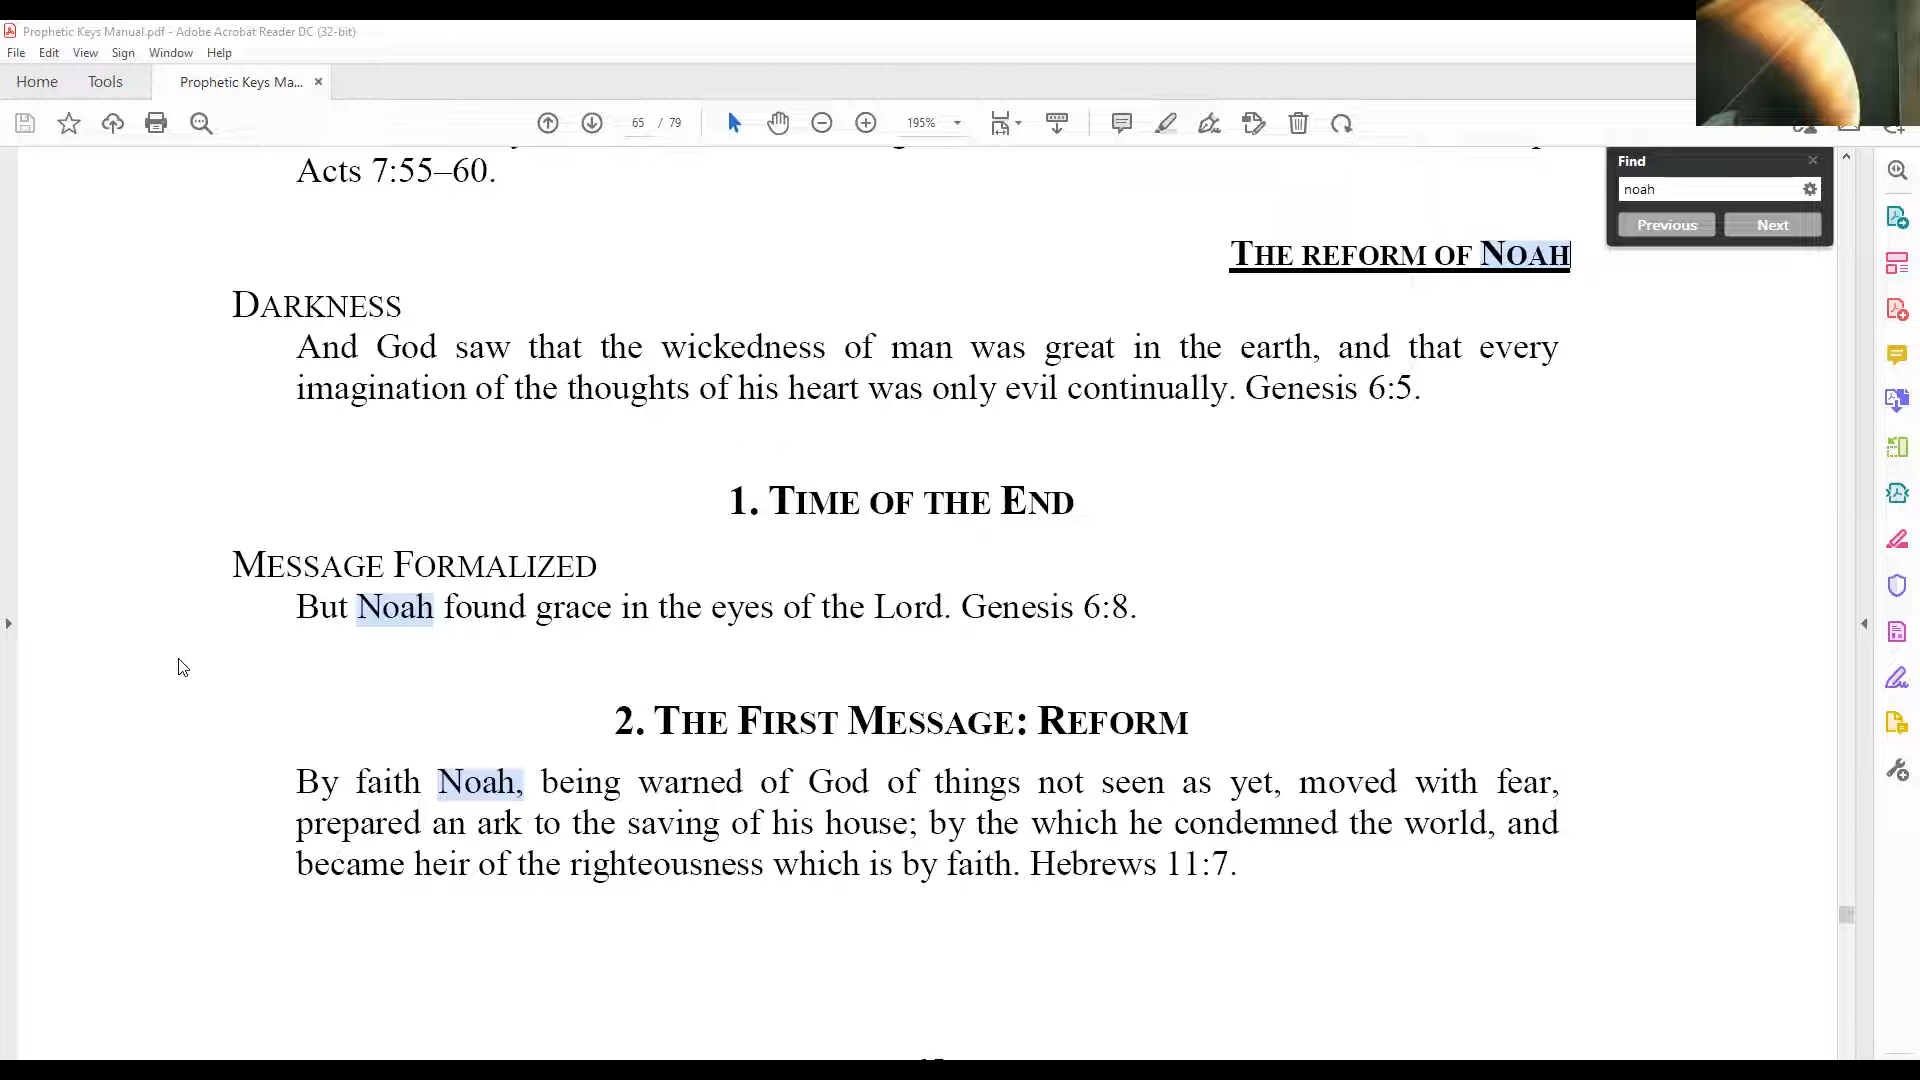 Prophetic Keys Manual.pdf - Adobe Acrobat Reader DC (32-bit)
File Edit View Sign Window Help
Home Tools Prophetic Keys Ma... ×
65 / 79 195%
Acts 7:55–60.
Find
noah
Previous Next
THE REFORM OF NOAH
DARKNESS
And God saw that the wickedness of man was great in the earth, and that every
imagination of the thoughts of his heart was only evil continually. Genesis 6:5.
1. TIME OF THE END
MESSAGE FORMALIZED
But Noah found grace in the eyes of the Lord. Genesis 6:8.
2. THE FIRST MESSAGE: REFORM
By faith Noah, being warned of God of things not seen as yet, moved with fear,
prepared an ark to the saving of his house; by the which he condemned the world, and
became heir of the righteousness which is by faith. Hebrews 11:7.